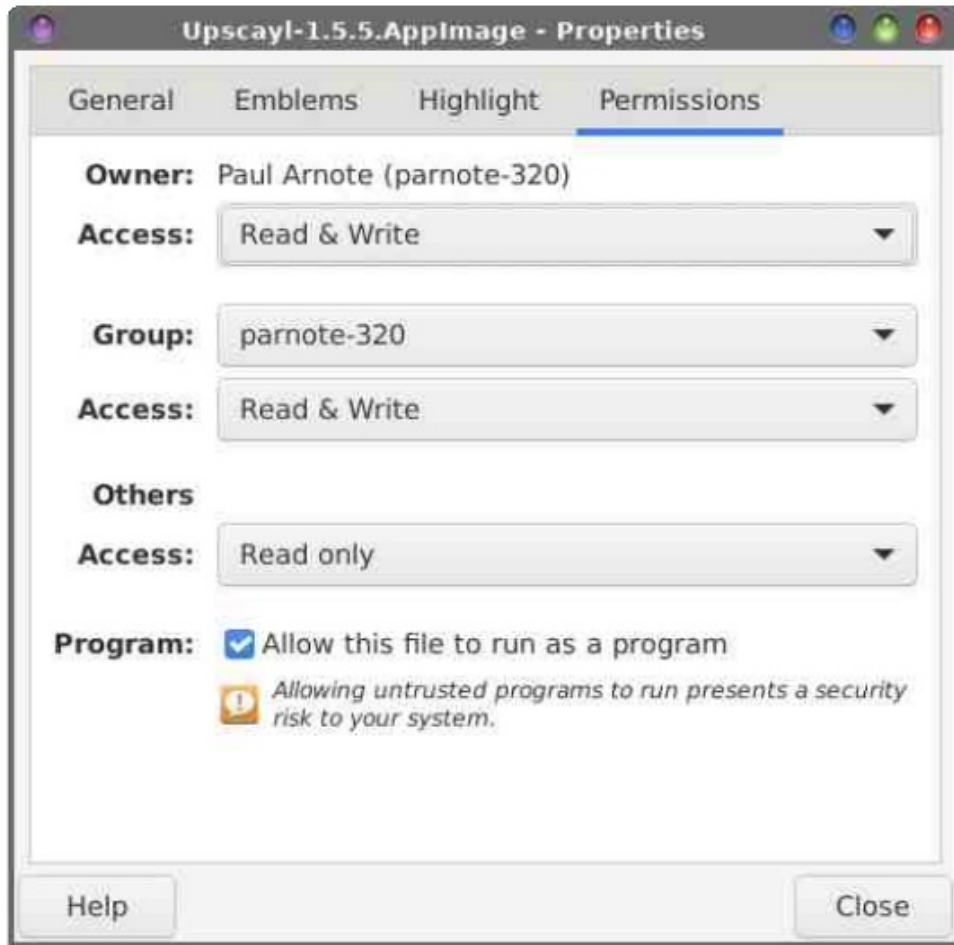 Upscayl-1.5.5.AppImage - Properties
General Emblems Highlight Permissions
Owner: Paul Arnote (parnote-320)
Access: Read & Write
Group: parnote-320
Access: Read & Write
Others
Access: Read only
Program: Allow this file to run as a program
Allowing untrusted programs to run presents a security
risk to your system.
Help Close